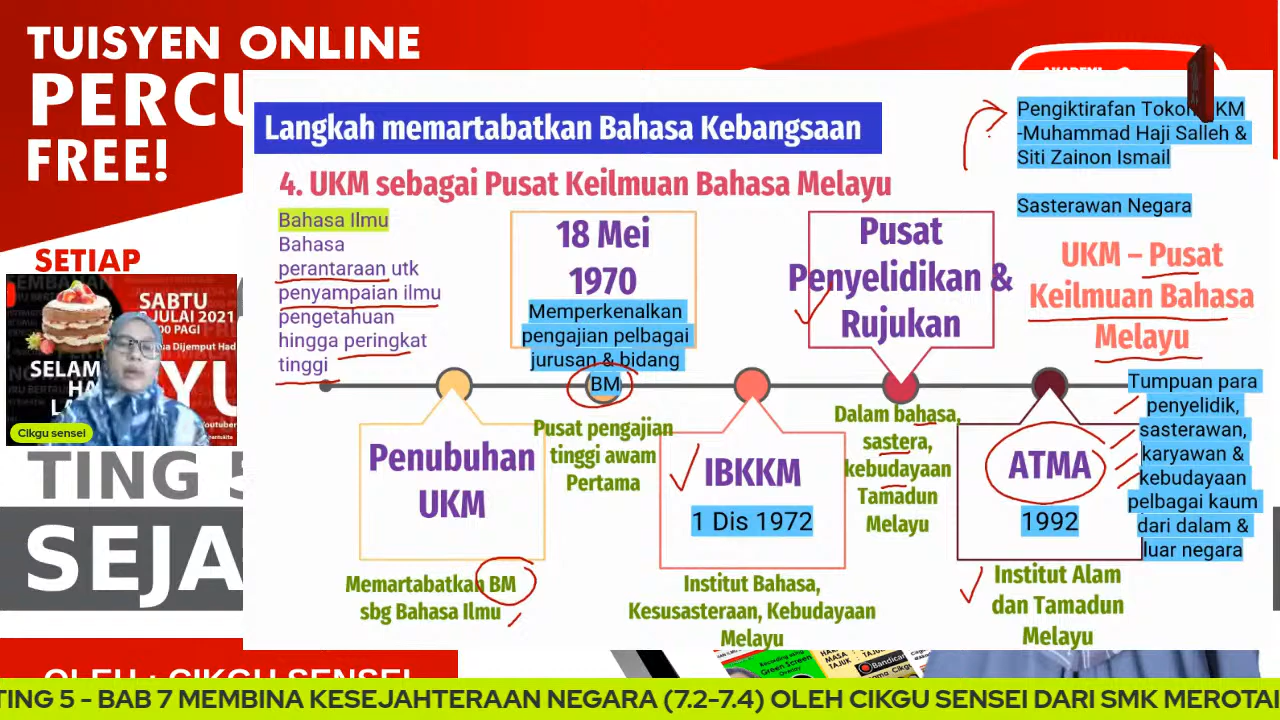 TUISYEN ONLINE
PERCU
FREE!
SETIAP
SABTU
JULAI 2021
SELAM
HA
Cikgu sensei
TING 5
SEJA
OLEH : CIKGU SENSEI
Langkah memartabatkan Bahasa Kebangsaan
4. UKM sebagai Pusat Keilmuan Bahasa Melayu
Bahasa Ilmu
Bahasa
perantaraan utk
penyampaian ilmu
pengetahuan
hingga peringkat
tinggi
18 Mei
1970
Memperkenalkan
pengajian pelbagai
jurusan & bidang
BM
Pusat pengajian
tinggi awam
Pertama
Penubuhan
UKM
Memartabatkan BM
sbg Bahasa Ilmu
IBKKM
1 Dis 1972
Institut Bahasa,
Kesusasteraan, Kebudayaan
Melayu
Pusat
Penyelidikan &
Rujukan
Dalam bahasa,
sastera,
kebudayaan
Tamadun
Melayu
ATMA
1992
Institut Alam
dan Tamadun
Melayu
Pengiktirafan Tokoh UKM
-Muhammad Haji Salleh &
Siti Zainon Ismail
Sasterawan Negara
UKM – Pusat
Keilmuan Bahasa
Melayu
Tumpuan para
penyelidik,
sasterawan,
karyawan &
kebudayaan
pelbagai kaum
dari dalam &
luar negara
TING 5 - BAB 7 MEMBINA KESEJAHTERAAN NEGARA (7.2-7.4) OLEH CIKGU SENSEI DARI SMK MEROTAI